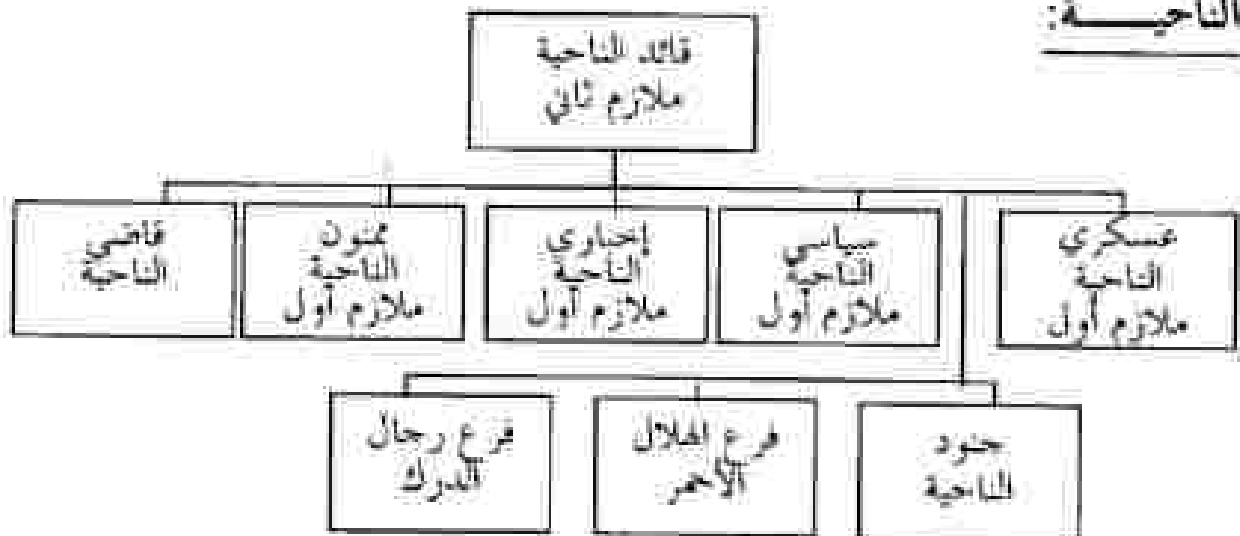 الناحيـــة:
قائد الناحية
ملازم ثاني
عسكري
الناحية
ملازم أول
سياسي
الناحية
ملازم أول
إخباري
الناحية
ملازم أول
ممنون
الناحية
ملازم أول
قاضي
الناحية
جنود
الناحية
فرع الهلال
الأحمر
فرع رجال
الدرك